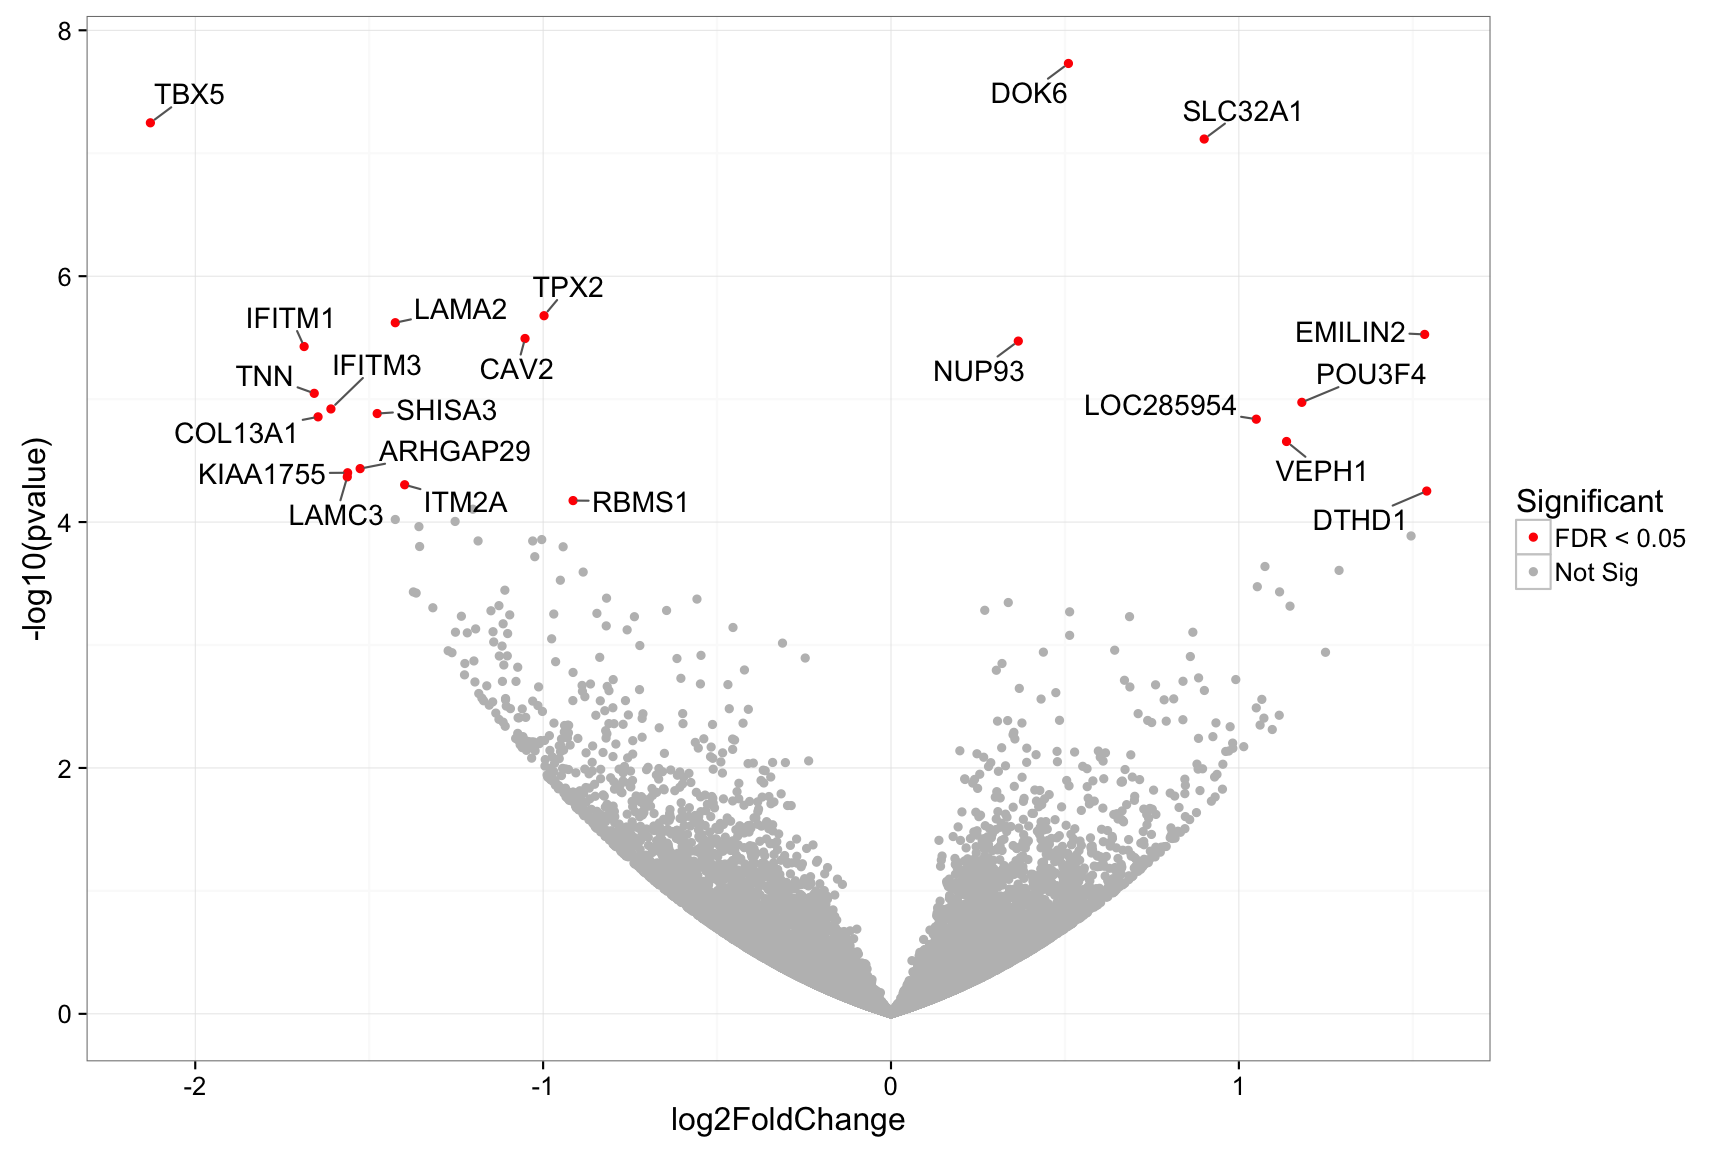 8
TBX5
DOK6
SLC32A1
6
TPX2
LAMA2
IFITM1
EMILIN2
IFITM3
CAV2
NUP93
TNN
POU3F4
LOC285954
SHISA3
COL13A1
ARHGAP29
KIAA1755
VEPH1
ITM2A
RBMS1
LAMC3
DTHD1
4
-log10(pvalue)
Significant
FDR < 0.05
Not Sig
2
0
-2 -1 0 1
log2FoldChange